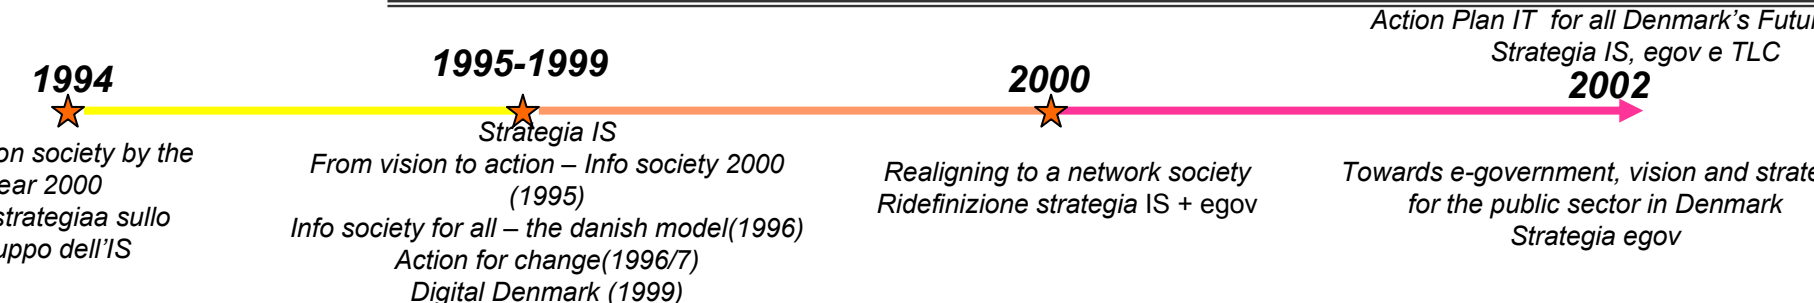 1994
on society by the
ear 2000
strategiaa sullo
uppo dell'IS
1995-1999
Strategia IS
From vision to action – Info society 2000
(1995)
Info society for all – the danish model(1996)
Action for change(1996/7)
Digital Denmark (1999)
2000
Realigning to a network society
Ridefinizione strategia IS + egov
Action Plan IT for all Denmark's Futur
Strategia IS, egov e TLC
2002
Towards e-government, vision and strate
for the public sector in Denmark
Strategia egov